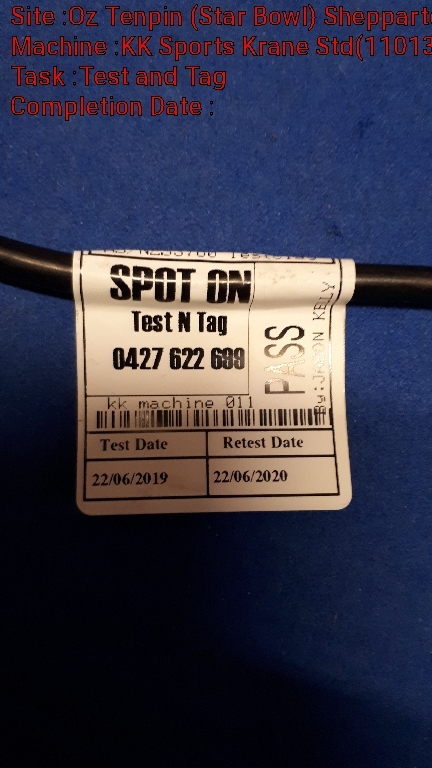 Site :Oz Tenpin (Star Bowl) Shepparto
Machine :KK Sports Krane Std(11013
Task :Test and Tag
Completion Date :
SPOT ON
Test N Tag
0427 622 699
PASS
By:JASON KELY
kk machine 011
Test Date Retest Date
22/06/2019 22/06/2020